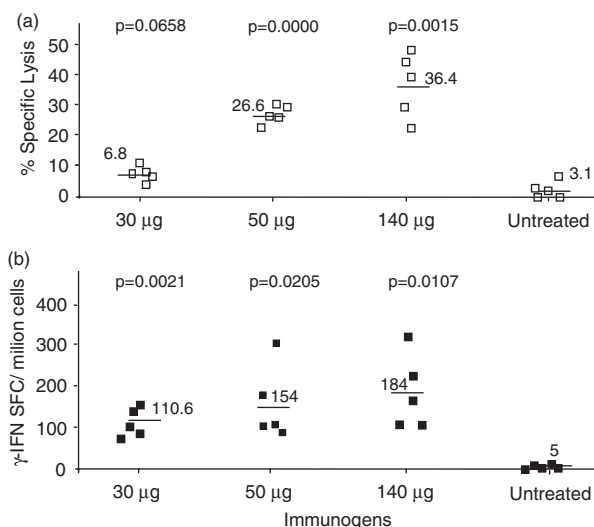 (a)
p=0.0658 p=0.0000 p=0.0015
% Specific Lysis
50
40
30
20
10
0
6.8
26.6
36.4
3.1
30 μg 50 μg 140 μg Untreated
(b)
p=0.0021 p=0.0205 p=0.0107
γ-IFN SFC/ milion cells
400
300
200
100
0
110.6
154
184
5
30 μg 50 μg 140 μg Untreated
Immunogens